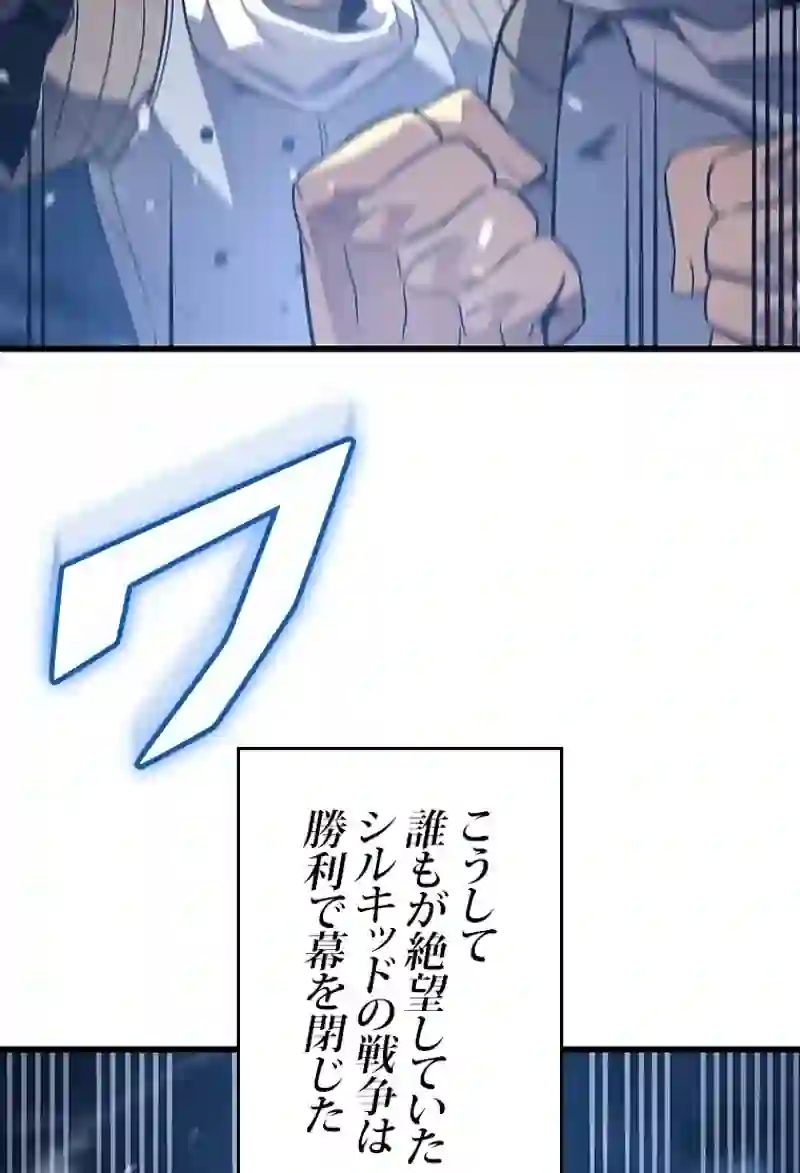 ワ
こうして
誰もが絶望していた
シルキッドの戦争は
勝利で幕を閉じた